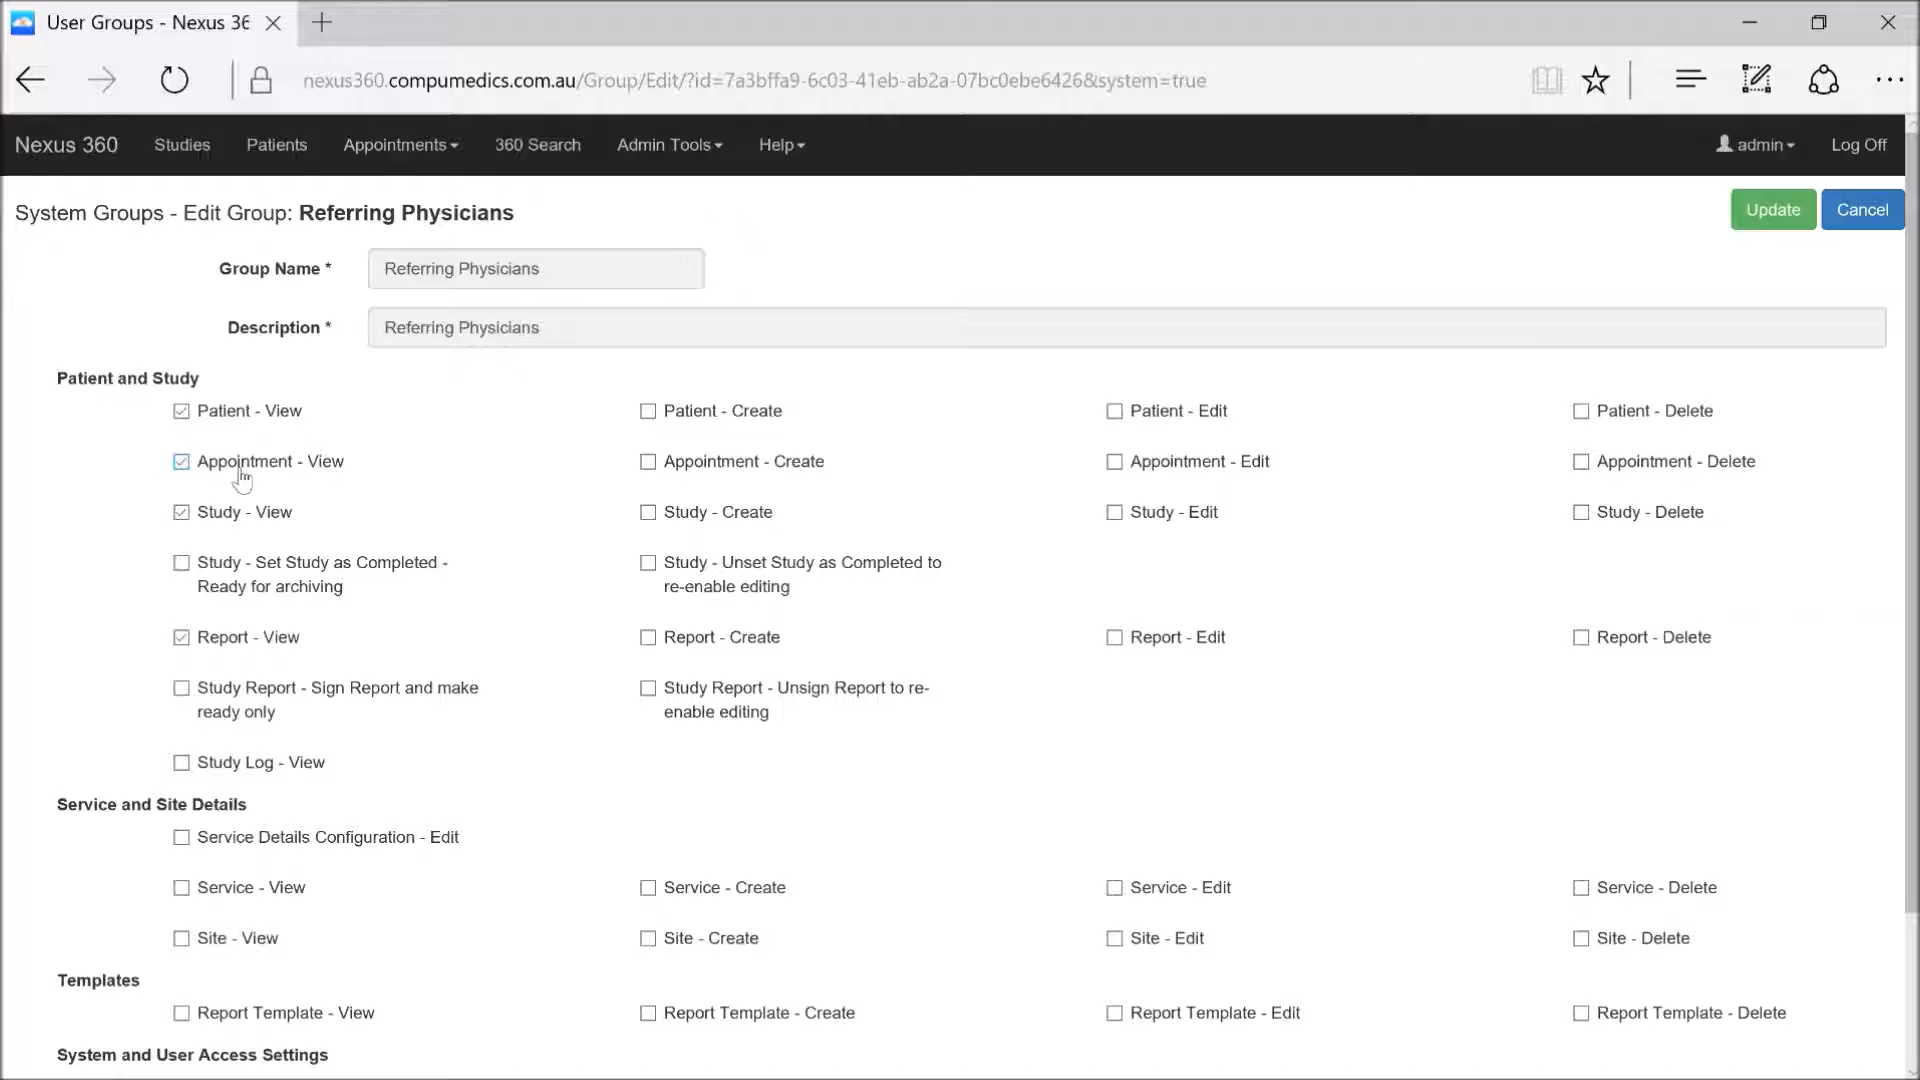 User Groups - Nexus 36
nexus360.compumedics.com.au/Group/Edit/?id=7a3bffa9-6c03-41eb-ab2a-07bc0ebe6426&system=true
Nexus 360 Studies Patients Appointments 360 Search Admin Tools Help admin Log Off
System Groups - Edit Group: Referring Physicians Update Cancel
Group Name * Referring Physicians
Description * Referring Physicians
Patient and Study
Patient - View Patient - Create Patient - Edit Patient - Delete
Appointment - View Appointment - Create Appointment - Edit Appointment - Delete
Study - View Study - Create Study - Edit Study - Delete
Study - Set Study as Completed - Study - Unset Study as Completed to
Ready for archiving re-enable editing
Report - View Report - Create Report - Edit Report - Delete
Study Report - Sign Report and make Study Report - Unsign Report to re-
ready only enable editing
Study Log - View
Service and Site Details
Service Details Configuration - Edit
Service - View Service - Create Service - Edit Service - Delete
Site - View Site - Create Site - Edit Site - Delete
Templates
Report Template - View Report Template - Create Report Template - Edit Report Template - Delete
System and User Access Settings